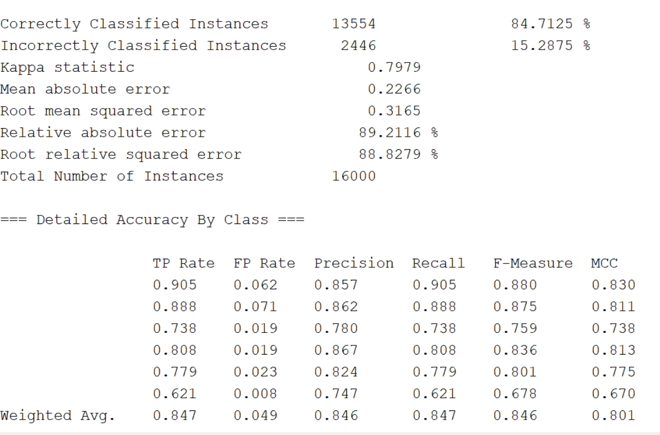 Correctly Classified Instances 13554 84.7125 %
Incorrectly Classified Instances 2446 15.2875 %
Kappa statistic 0.7979
Mean absolute error 0.2266
Root mean squared error 0.3165
Relative absolute error 89.2116 %
Root relative squared error 88.8279 %
Total Number of Instances 16000
=== Detailed Accuracy By Class ===
TP Rate FP Rate Precision Recall F-Measure MCC
0.905 0.062 0.857 0.905 0.880 0.830
0.888 0.071 0.862 0.888 0.875 0.811
0.738 0.019 0.780 0.738 0.759 0.738
0.808 0.019 0.867 0.808 0.836 0.813
0.779 0.023 0.824 0.779 0.801 0.775
0.621 0.008 0.747 0.621 0.678 0.670
Weighted Avg. 0.847 0.049 0.846 0.847 0.846 0.801